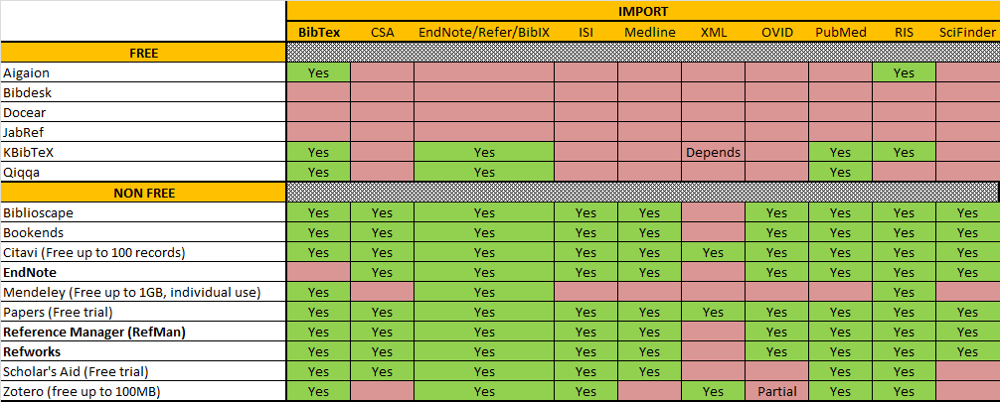 IMPORT
BibTex CSA EndNote/Refer/BibIX ISI Medline XML OVID PubMed RIS SciFinder
FREE
Aigaion Yes Yes
Bibdesk
Docear
JabRef
KBibTeX Yes Yes Depends Yes Yes
Qiqqa Yes Yes Yes
NON FREE
Biblioscape Yes Yes Yes Yes Yes Yes Yes Yes Yes
Bookends Yes Yes Yes Yes Yes Yes Yes Yes Yes
Citavi (Free up to 100 records) Yes Yes Yes Yes Yes Yes Yes Yes Yes Yes
EndNote Yes Yes Yes Yes Yes Yes Yes Yes
Mendeley (Free up to 1GB, individual use) Yes Yes Yes
Papers (Free trial) Yes Yes Yes Yes Yes Yes Yes Yes Yes Yes
Reference Manager (RefMan) Yes Yes Yes Yes Yes Yes Yes Yes Yes
Refworks Yes Yes Yes Yes Yes Yes Yes Yes Yes
Scholar's Aid (Free trial) Yes Yes Yes Yes Yes Yes Yes
Zotero (free up to 100MB) Yes Yes Yes Yes Partial Yes Yes Yes